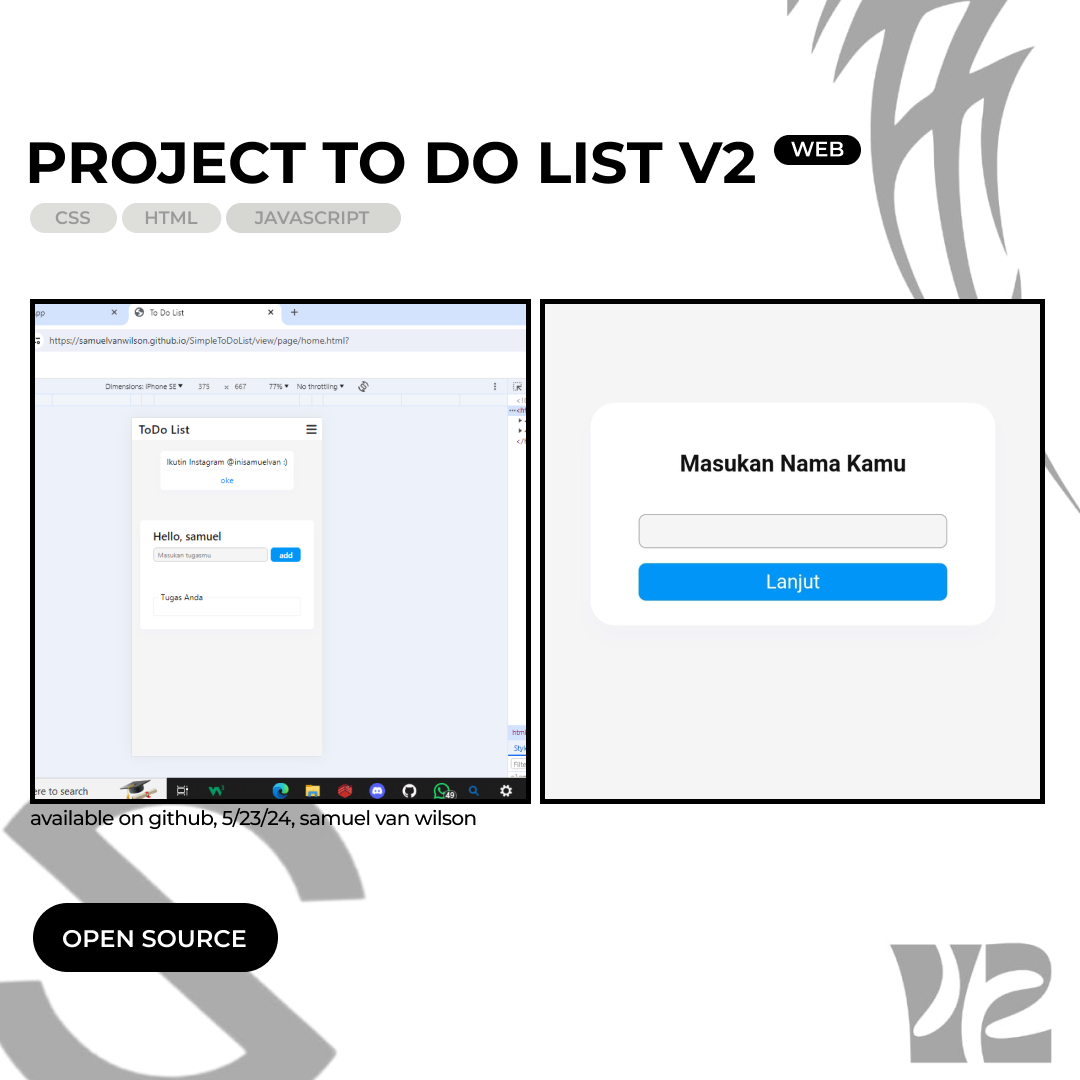 PROJECT TO DO LIST V2
WEB
CSS
HTML
JAVASCRIPT
To Do List
https://samuelvanwilson.github.io/SimpleToDoList/view/page/home.html?
Dimensions: iPhone SE 375 x 667 77% No throttling
ToDo List
Ikutin Instagram @inisamuelvan :)
oke
Hello, samuel
Masukan tugasmu
add
Tugas Anda
html
ere to search
49
Masukan Nama Kamu
Lanjut
available on github, 5/23/24, samuel van wilson
OPEN SOURCE
V2